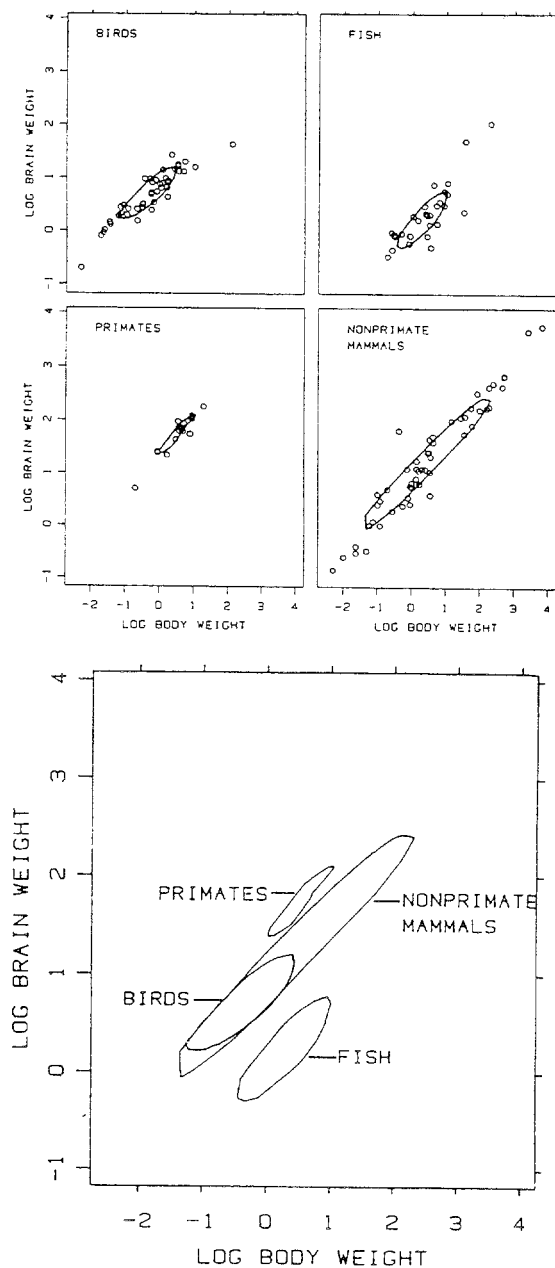 BIRDS
FISH
LOG BRAIN WEIGHT
4
3
2
1
0
-1
PRIMATES
NONPRIMATE
MAMMALS
LOG BRAIN WEIGHT
4
3
2
1
0
-1
-2 -1 0 1 2 3 4
-2 -1 0 1 2 3 4
LOG BODY WEIGHT
LOG BODY WEIGHT
LOG BRAIN WEIGHT
4
3
2
1
0
-1
PRIMATES
NONPRIMATE
MAMMALS
BIRDS
FISH
-2 -1 0 1 2 3 4
LOG BODY WEIGHT